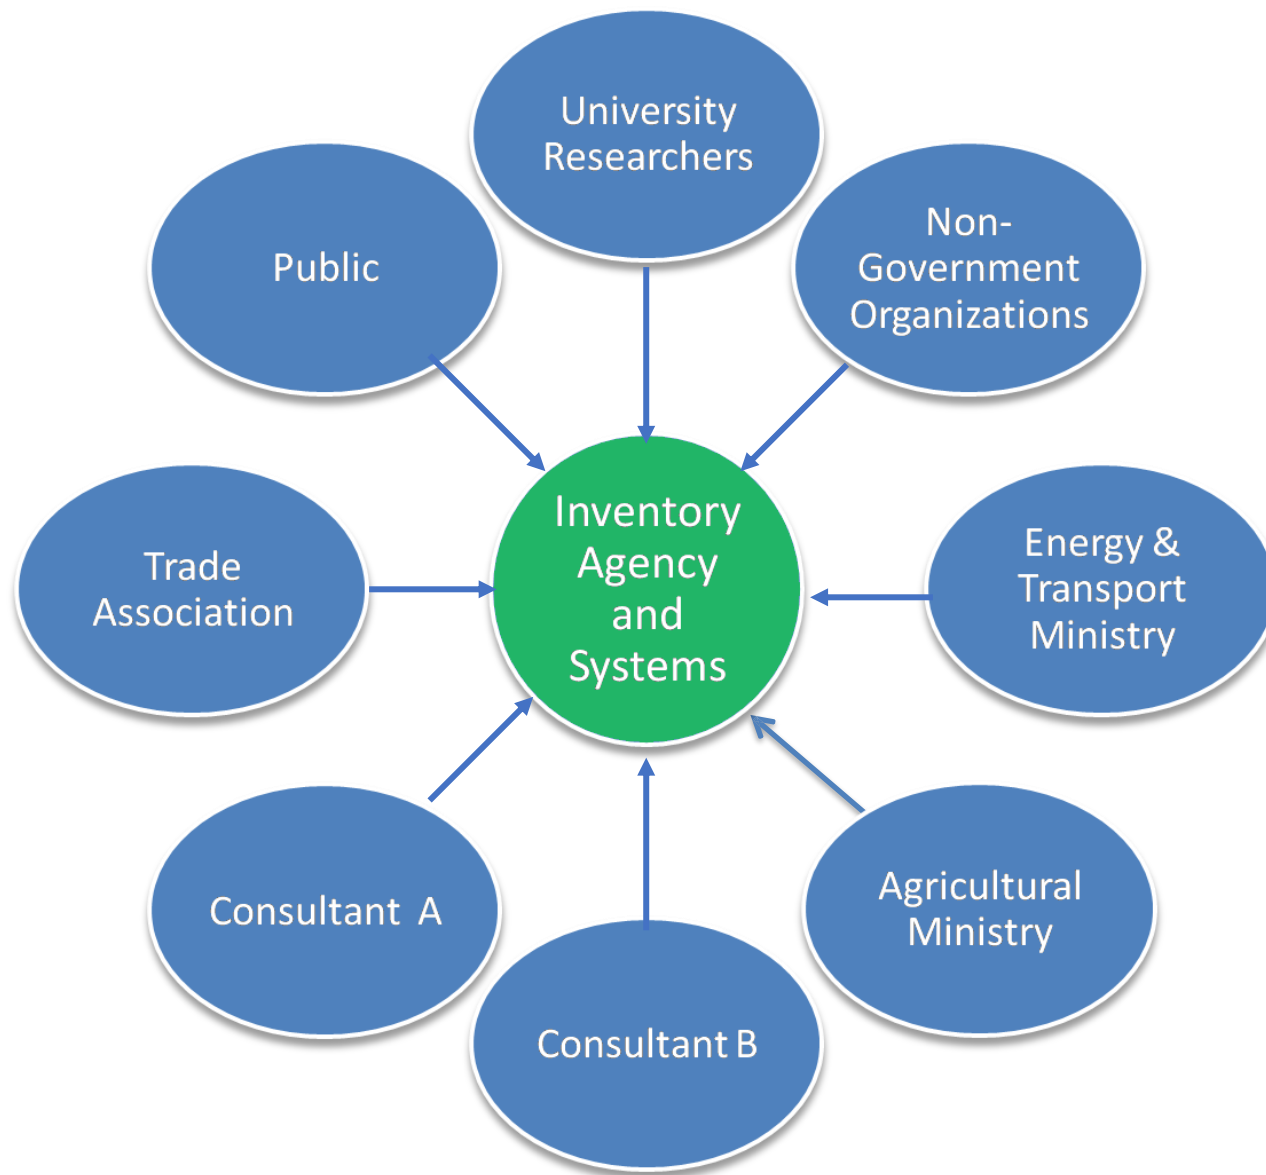 University
Researchers
Non-
Government
Organizations
Public
Inventory
Agency
and
Systems
Energy &
Transport
Ministry
Trade
Association
Agricultural
Ministry
Consultant A
Consultant B